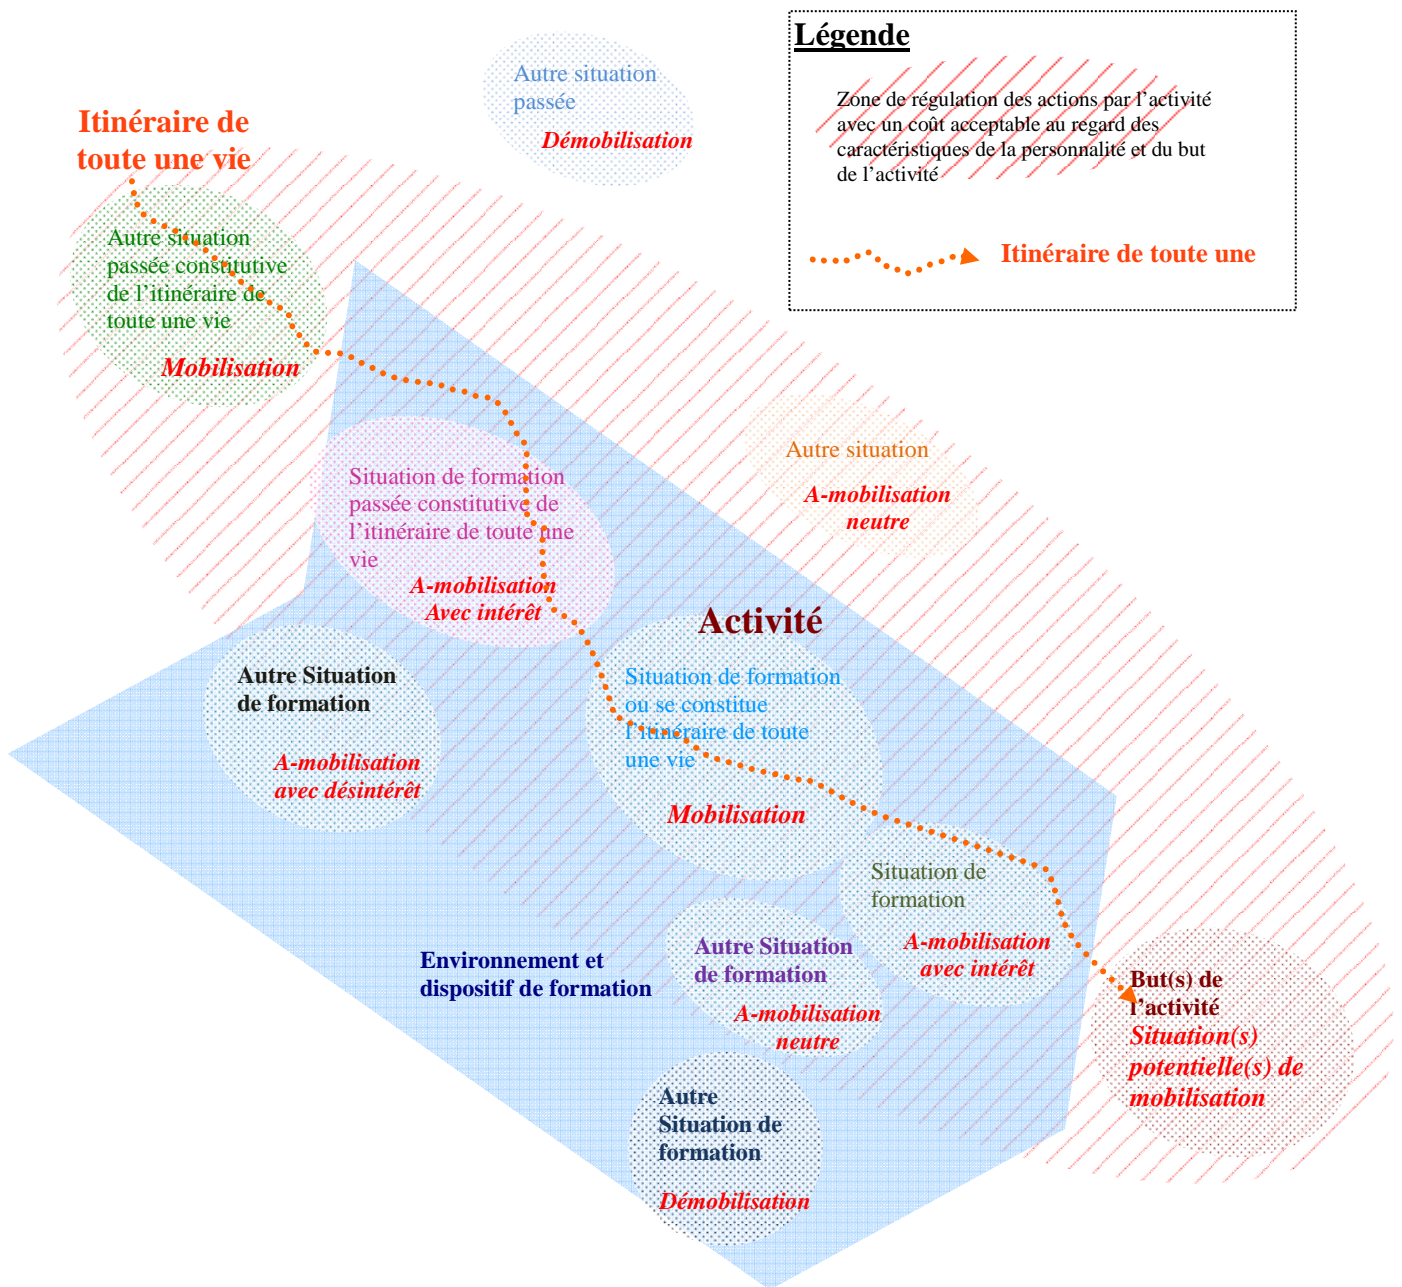 Légende
Zone de régulation des actions par l'activité
avec un coût acceptable au regard des
caractéristiques de la personnalité et du but
de l'activité
Itinéraire de toute une
Autre situation
passée
Démobilisation
Itinéraire de
toute une vie
Autre situation
passée constitutive
de l'itinéraire de
toute une vie
Mobilisation
Situation de formation
passée constitutive de
l'itinéraire de toute une
vie
A-mobilisation
Avec intérêt
Autre situation
A-mobilisation
neutre
Activité
Situation de formation
ou se constitue
l'itinéraire de toute
une vie
Mobilisation
Autre Situation
de formation
A-mobilisation
avec désintérêt
Situation de
formation
A-mobilisation
avec intérêt
Environnement et
dispositif de formation
Autre Situation
de formation
A-mobilisation
neutre
But(s) de
l'activité
Situation(s)
potentielle(s) de
mobilisation
Autre
Situation de
formation
Démobilisation